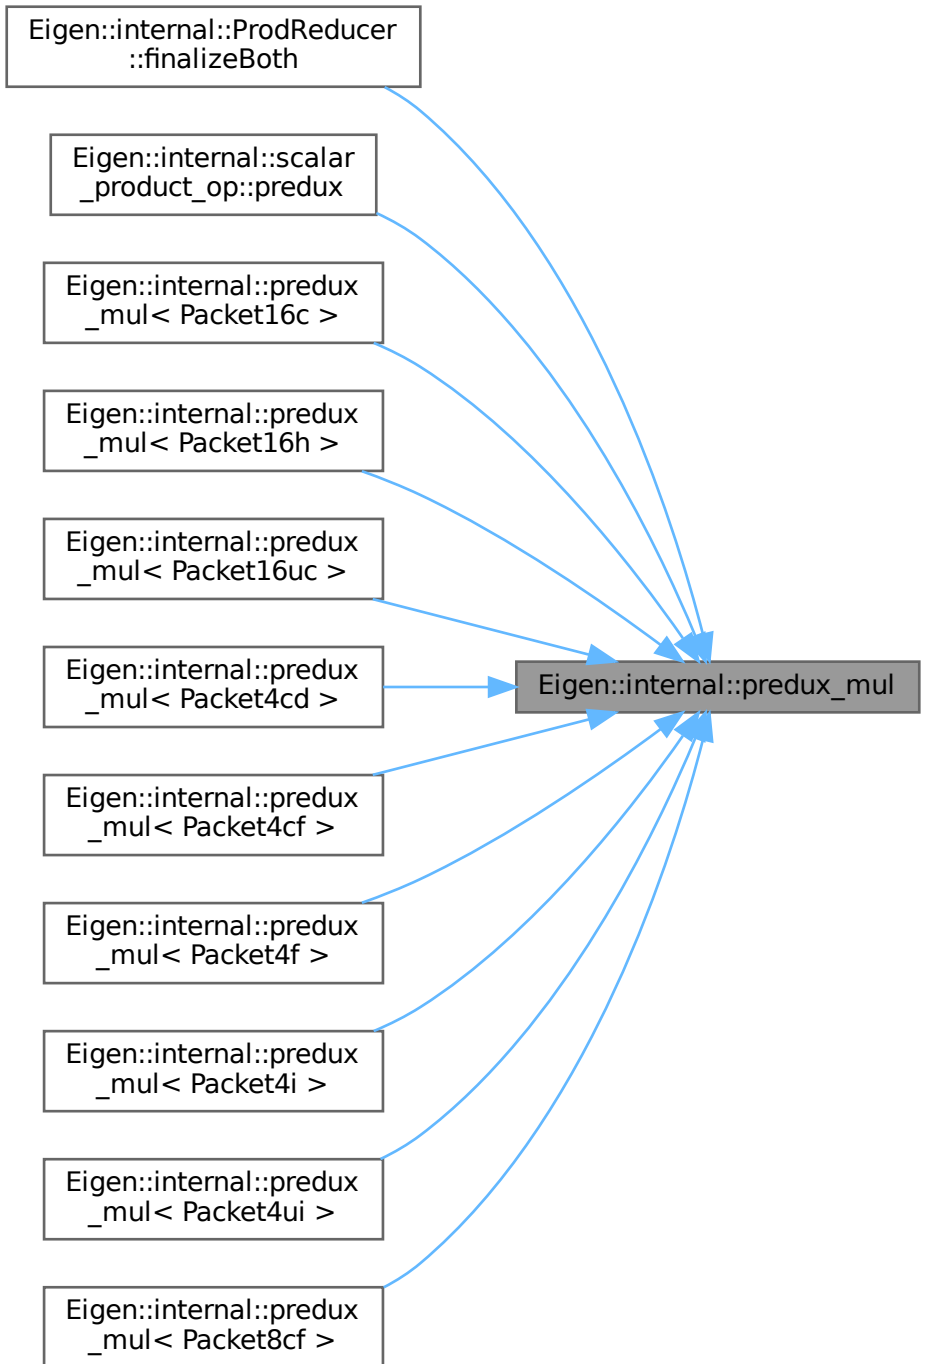 Eigen::internal::ProdReducer
::finalizeBoth
Eigen::internal::scalar
_product_op::predux
Eigen::internal::predux
_mul< Packet16c >
Eigen::internal::predux
_mul< Packet16h >
Eigen::internal::predux
_mul< Packet16uc >
Eigen::internal::predux
_mul< Packet4cd >
Eigen::internal::predux_mul
Eigen::internal::predux
_mul< Packet4cf >
Eigen::internal::predux
_mul< Packet4f >
Eigen::internal::predux
_mul< Packet4i >
Eigen::internal::predux
_mul< Packet4ui >
Eigen::internal::predux
_mul< Packet8cf >